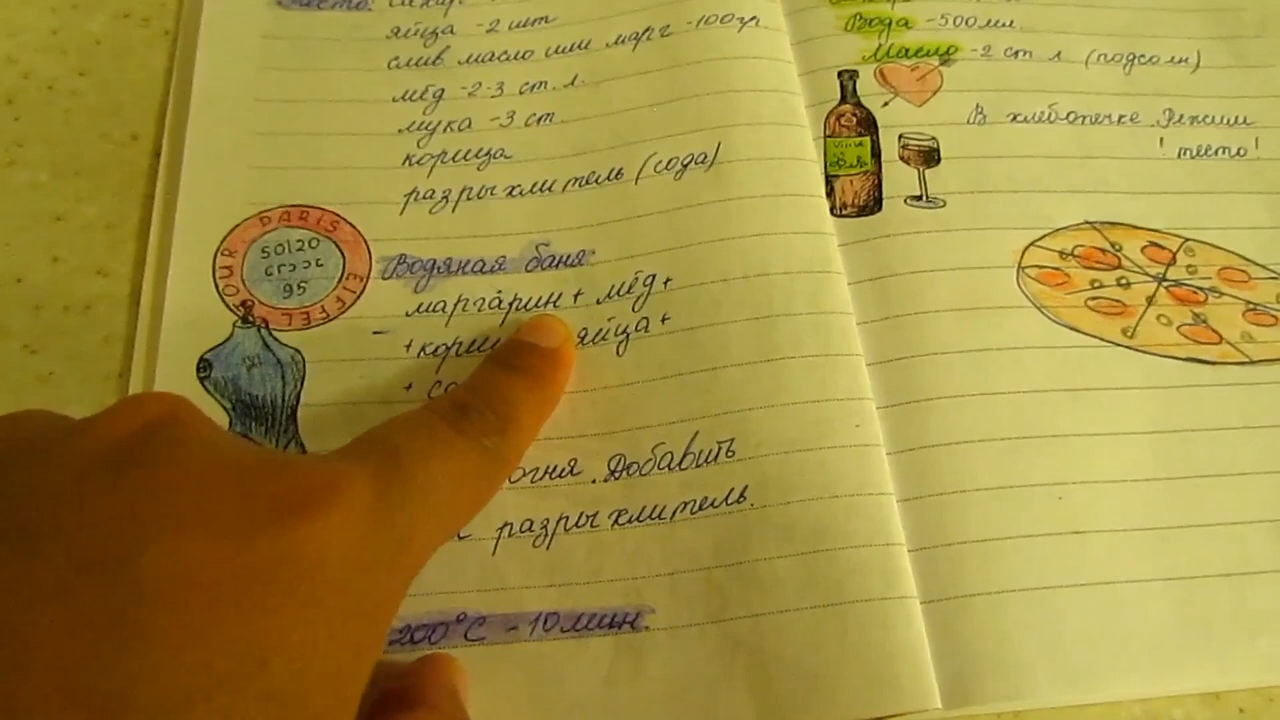 яйца - 2 шт
слив масло или марг - 100гр
мёд - 2-3 ст. л.
мука - 3 ст.
корица
разрыхлитель (сода)
TOUR PARIS EIFFEL
50120
95
Водяная баня:
- маргарин + мёд +
яйца +
огня. Добавить
разрыхлитель.
200°C - 10 мин.
Вода - 500 мл.
Масло - 2 ст л (подсолн)
В хлебопечке. Режим
! тесто!